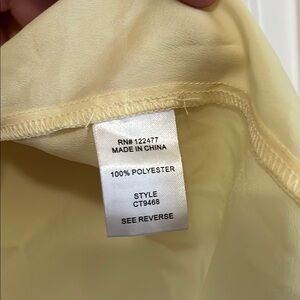 RN# 122477
MADE IN CHINA
100% POLYESTER
STYLE
CT9468
SEE REVERSE